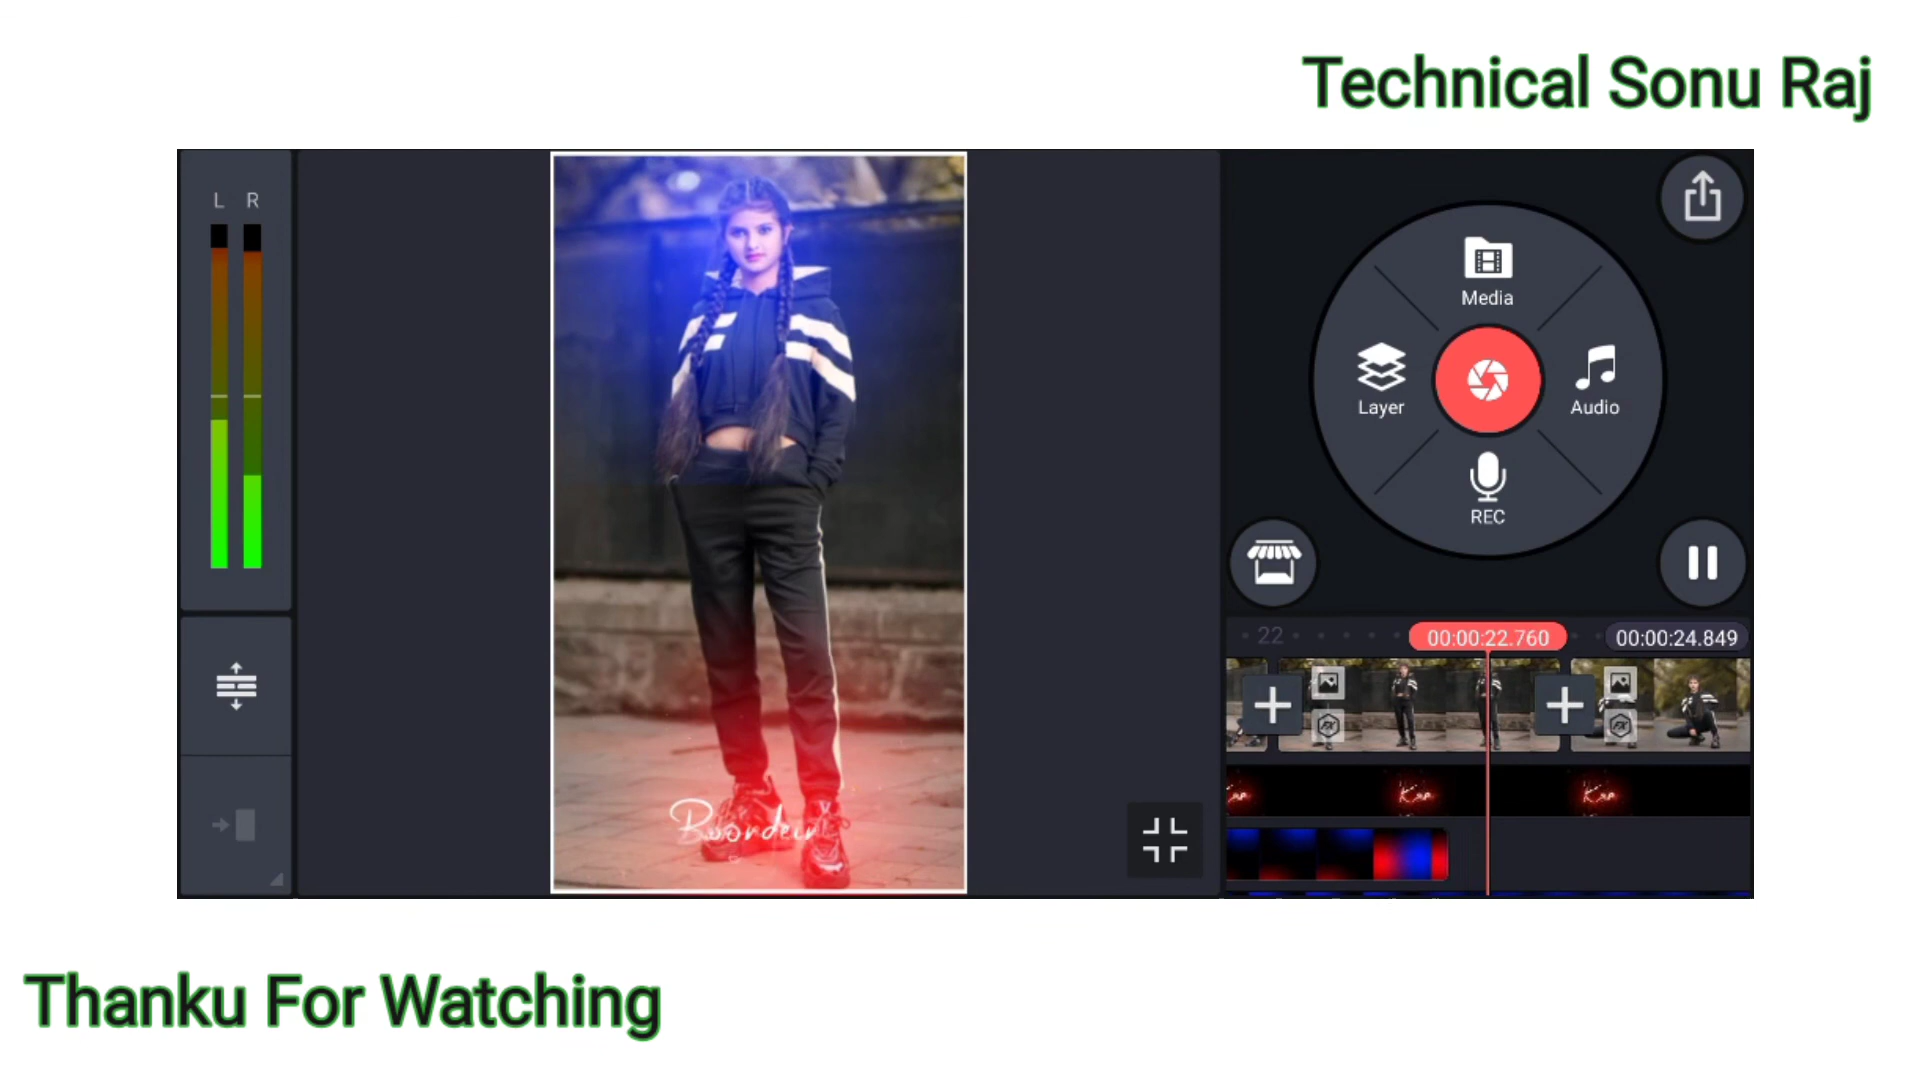 Technical Sonu Raj
L R
Media
Layer
Audio
REC
22
00:00:22.760
00:00:24.849
Thanku For Watching